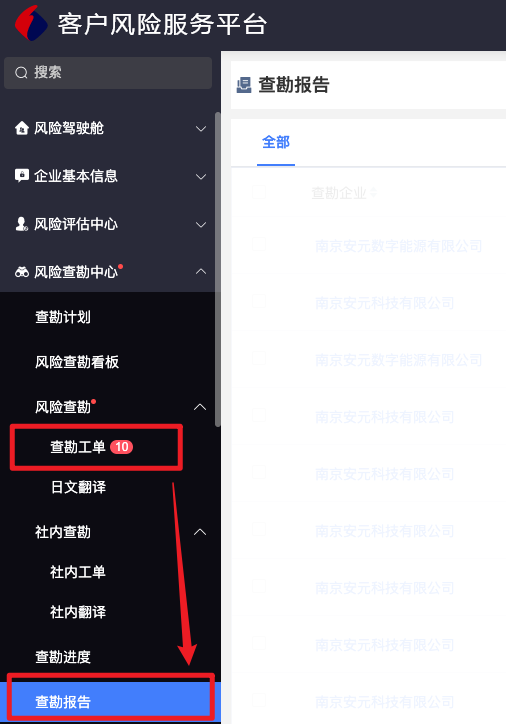 客户风险服务平台
搜索
风险驾驶舱
企业基本信息
风险评估中心
风险查勘中心
查勘计划
风险查勘看板
风险查勘
查勘工单 10
日文翻译
社内查勘
社内工单
社内翻译
查勘进度
查勘报告
查勘报告
全部
查勘企业
南京安元数字能源有限公司
南京安元科技有限公司
南京安元数字能源有限公司
南京安元科技有限公司
南京安元科技有限公司
南京安元科技有限公司
南京安元科技有限公司
南京安元科技有限公司
南京安元科技有限公司